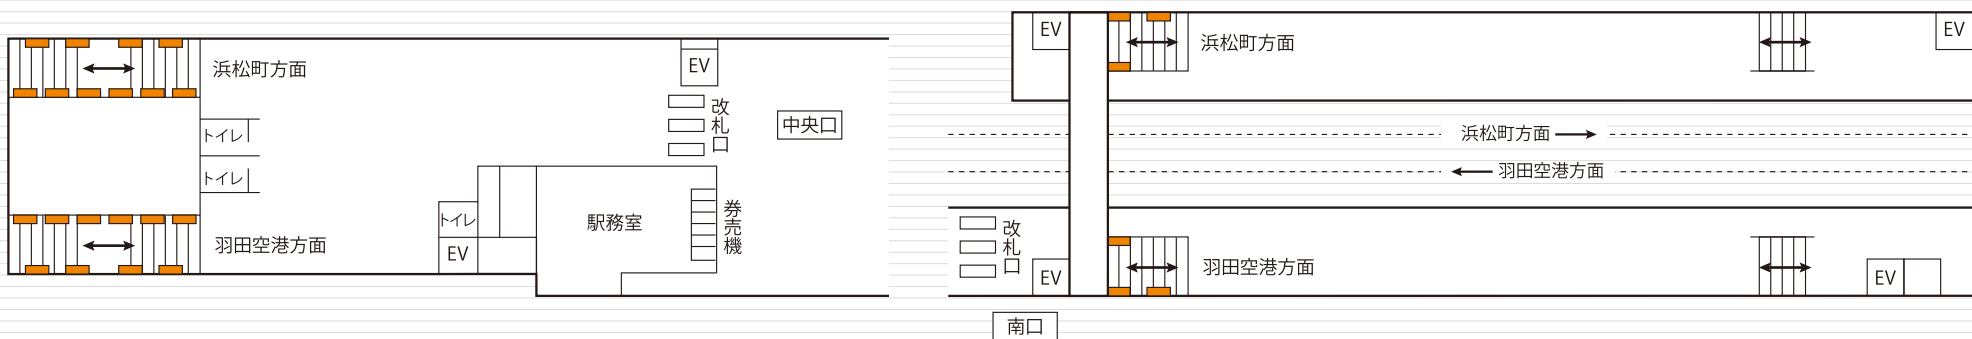 浜松町方面
羽田空港方面
トイレ
トイレ
トイレ
EV
駅務室
券売機
EV
改札口
中央口
EV
浜松町方面
EV
浜松町方面
羽田空港方面
改札口
EV
羽田空港方面
EV
南口